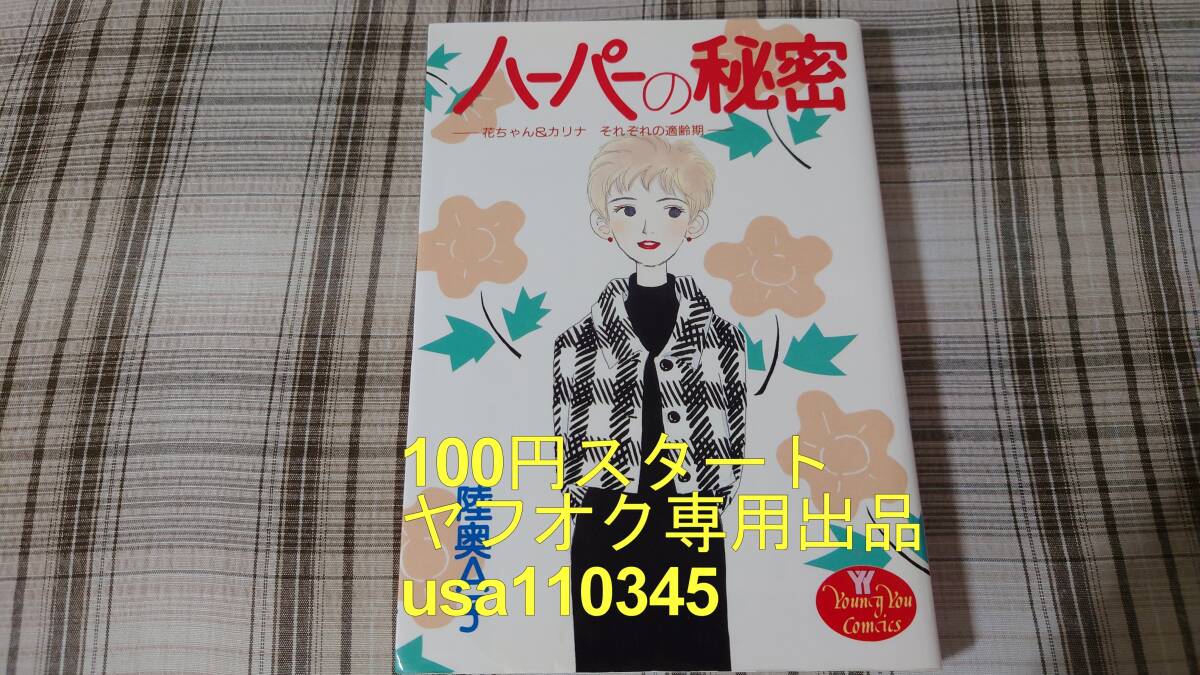 ハーパーの秘密
花ちゃん&カリナ それぞれの適齢期
100円スタート
ヤフオク専用出品
usa110345
陸奥A子
YY
Young You
Comics